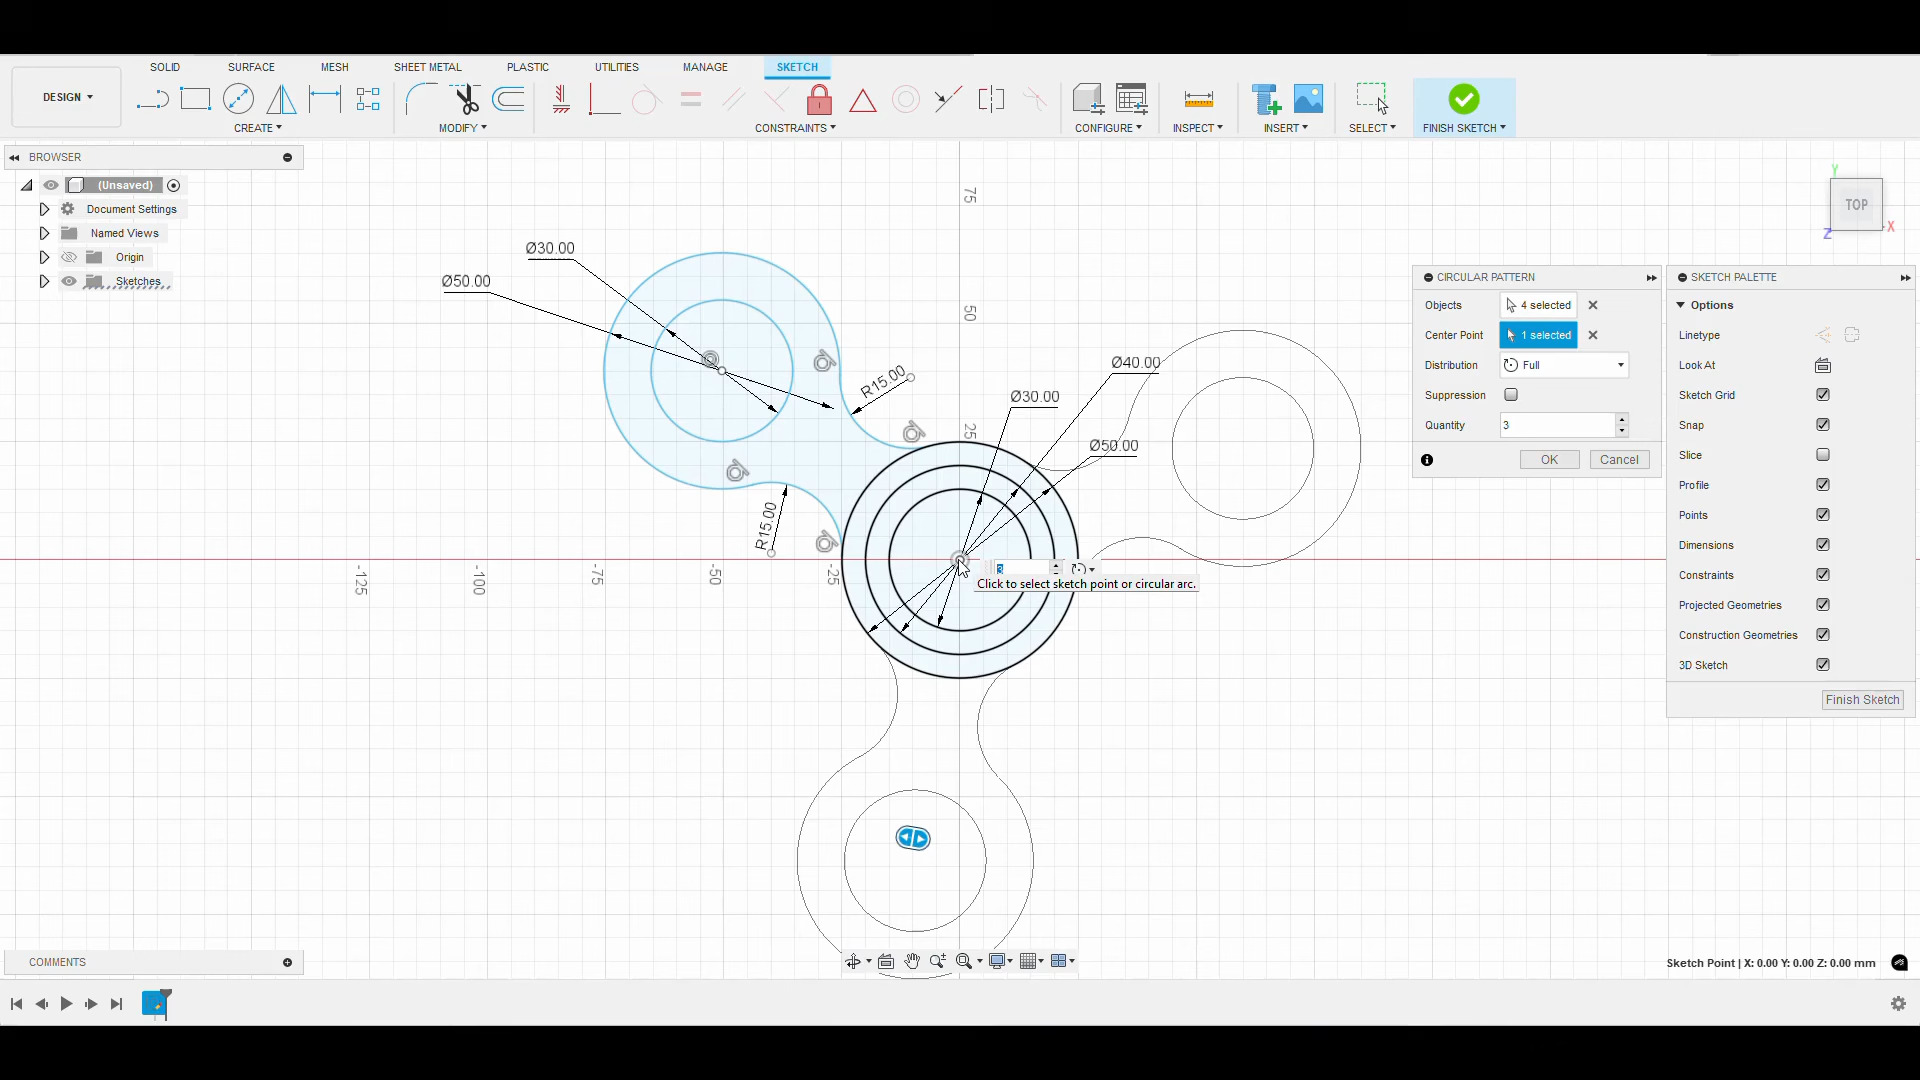 SOLID SURFACE MESH SHEET METAL PLASTIC UTILITIES MANAGE SKETCH
DESIGN
CREATE MODIFY CONSTRAINTS CONFIGURE INSPECT INSERT SELECT FINISH SKETCH
BROWSER
(Unsaved)
Document Settings
Named Views
Origin
Sketches
TOP
Y
X
Z
75
50
25
-25
-50
-75
-100
-125
Ø30.00
Ø50.00
R15.00
R15.00
Ø30.00
Ø40.00
Ø50.00
3
Click to select sketch point or circular arc.
CIRCULAR PATTERN
Objects 4 selected
Center Point 1 selected
Distribution Full
Suppression
Quantity 3
OK Cancel
SKETCH PALETTE
Options
Linetype
Look At
Sketch Grid
Snap
Slice
Profile
Points
Dimensions
Constraints
Projected Geometries
Construction Geometries
3D Sketch
Finish Sketch
COMMENTS
Sketch Point | X: 0.00 Y: 0.00 Z: 0.00 mm